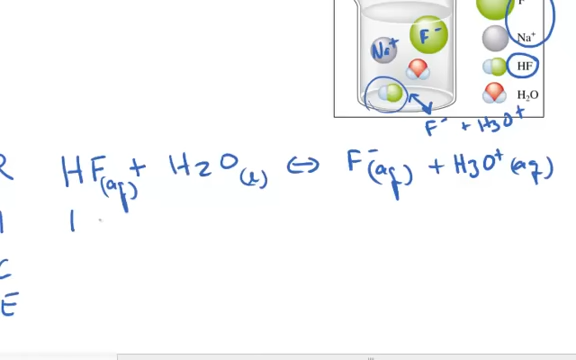 F⁻
Na⁺
Na⁺ F⁻
HF
H₂O
F⁻ + H3O⁺
R HF(aq) + H2O(l) ⇔ F⁻(aq) + H3O⁺(aq)
I 1
C
E